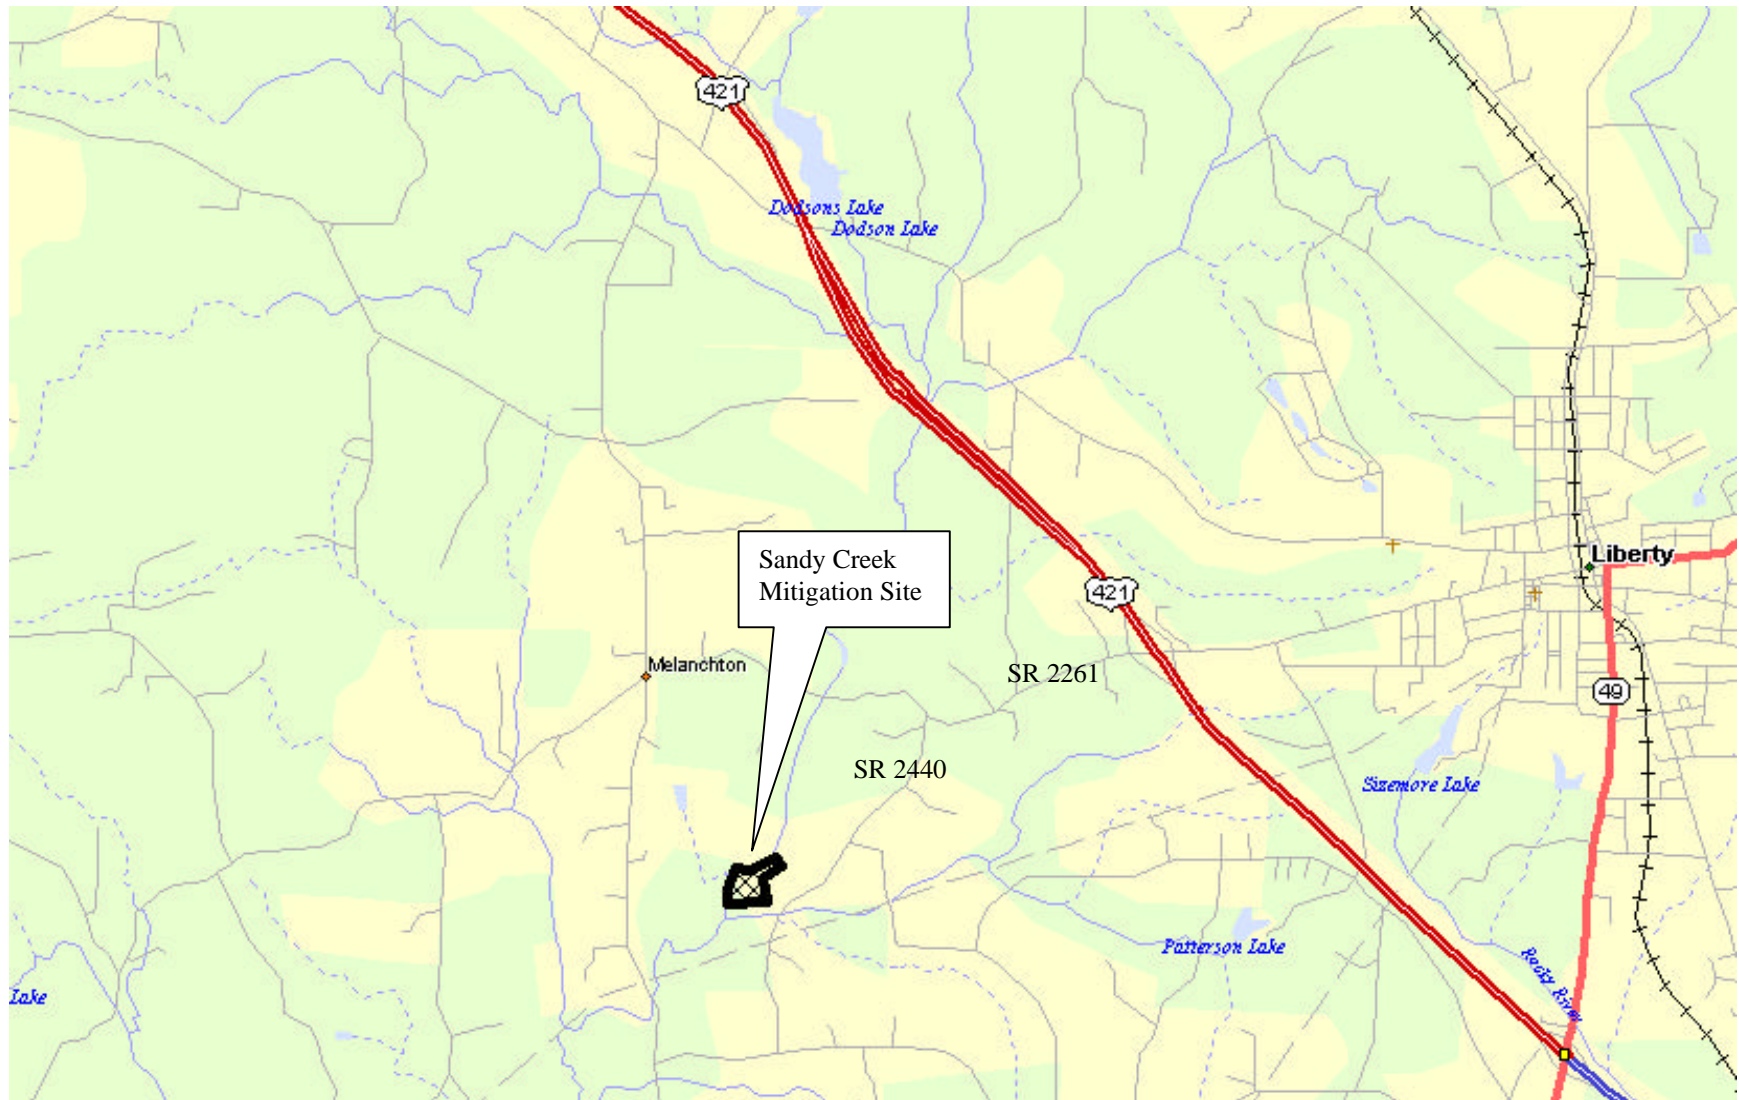 421
Dodsons Lake
Dodson Lake
Sandy Creek
Mitigation Site
Liberty
421
Melanchton
SR 2261
49
SR 2440
Sizemore Lake
Patterson Lake
Rocky River
Lake